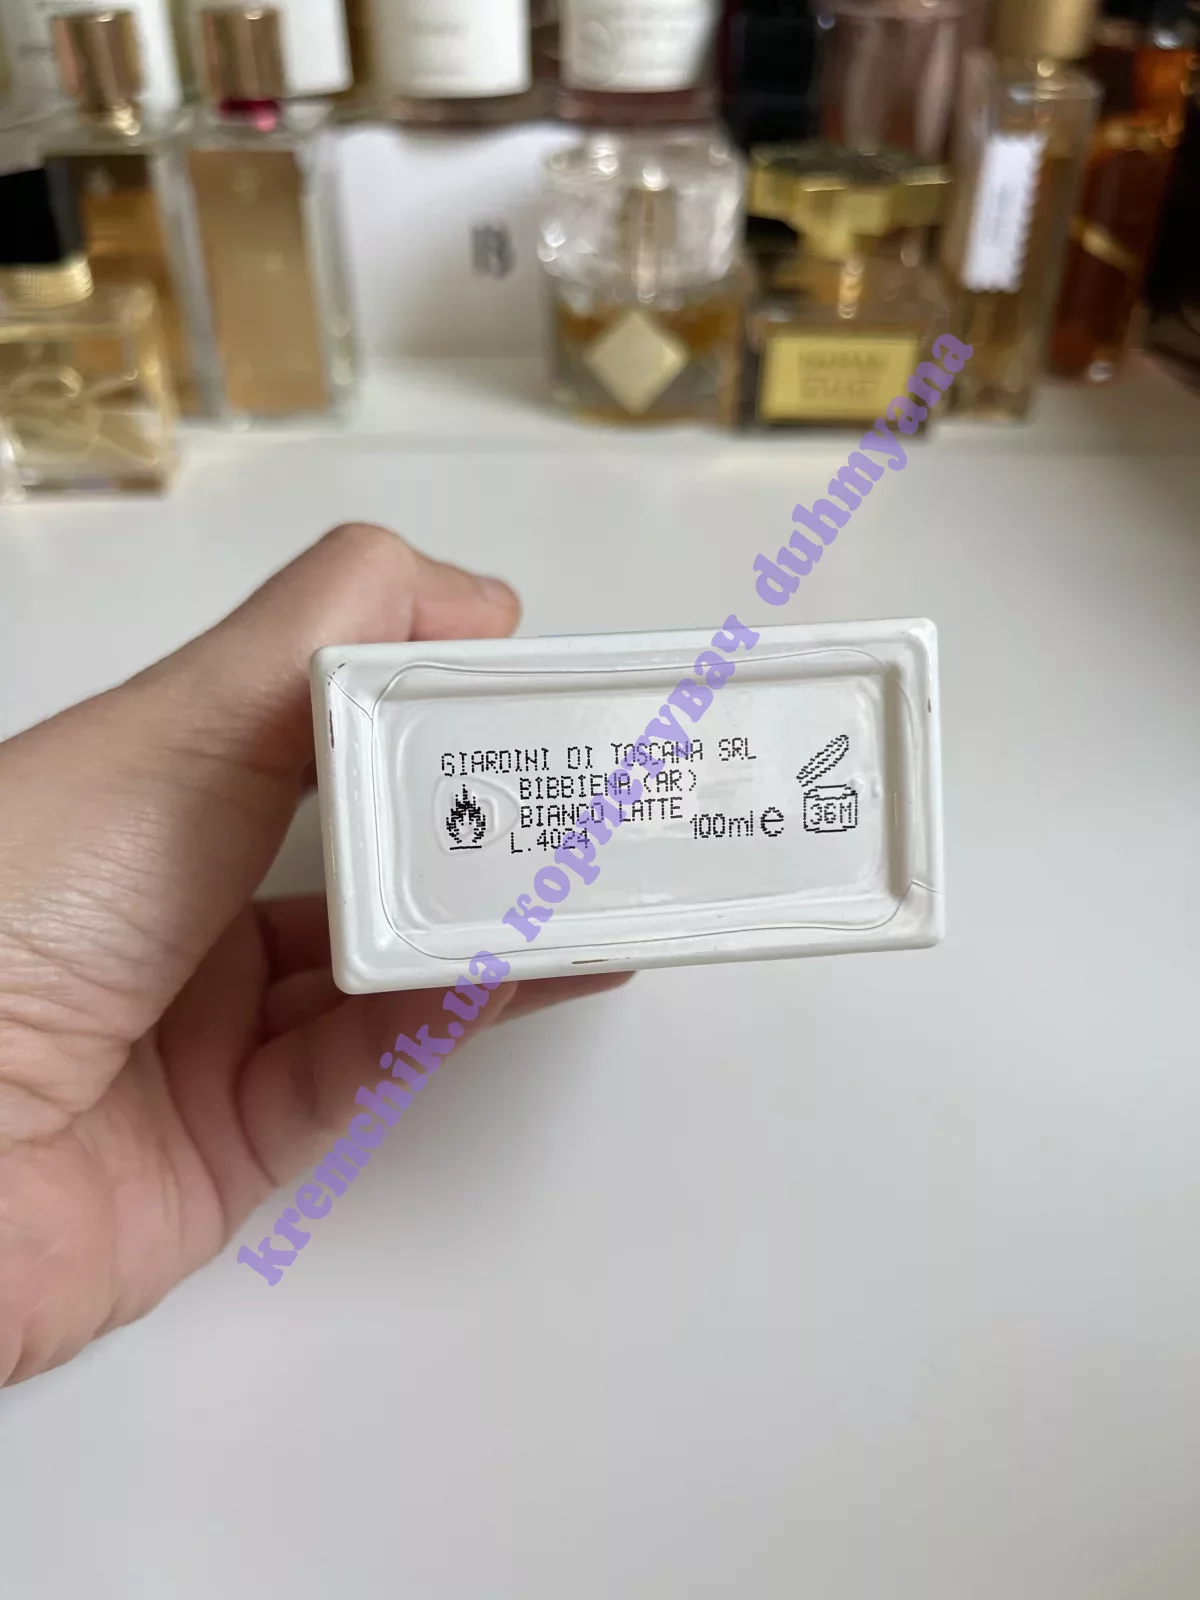 GIARDINI DI TOSCANA SRL
BIBBIENA (AR)
BIANCO LATTE
L.4024
100ml e
36M
kremchik.ua користувач duhmyana